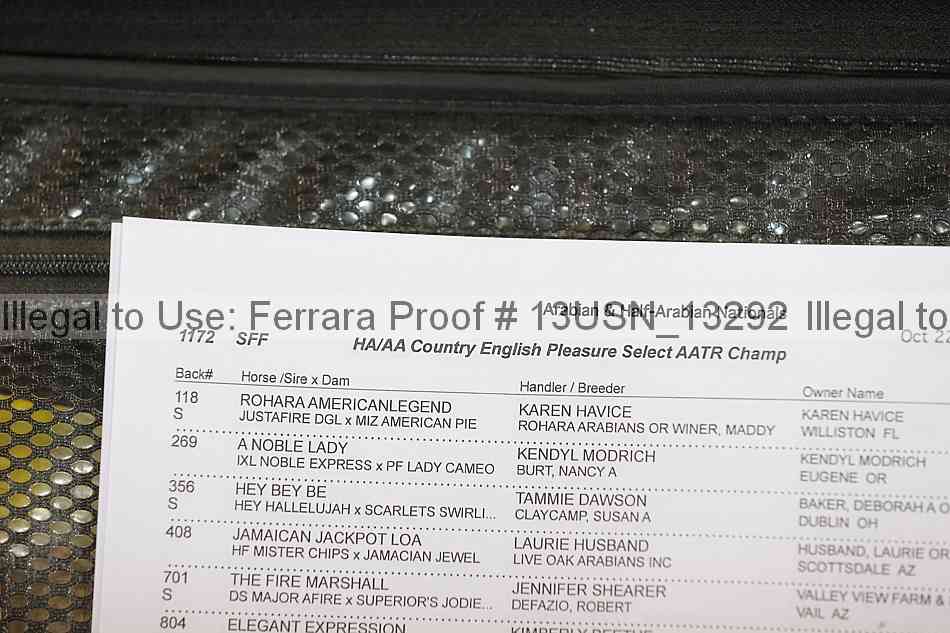 Arabian & Half-Arabian Nationals
Illegal to Use: Ferrara Proof # 13USN_13292 Illegal to
1172 SFF HA/AA Country English Pleasure Select AATR Champ Oct 22
Back# Horse /Sire x Dam Handler / Breeder Owner Name
118 ROHARA AMERICANLEGEND KAREN HAVICE KAREN HAVICE
S JUSTAFIRE DGL x MIZ AMERICAN PIE ROHARA ARABIANS OR WINER, MADDY WILLISTON FL
269 A NOBLE LADY KENDYL MODRICH KENDYL MODRICH
IXL NOBLE EXPRESS x PF LADY CAMEO BURT, NANCY A EUGENE OR
356 HEY BEY BE TAMMIE DAWSON BAKER, DEBORAH A O
S HEY HALLELUJAH x SCARLETS SWIRLI... CLAYCAMP, SUSAN A DUBLIN OH
408 JAMAICAN JACKPOT LOA LAURIE HUSBAND HUSBAND, LAURIE OR
HF MISTER CHIPS x JAMACIAN JEWEL LIVE OAK ARABIANS INC SCOTTSDALE AZ
701 THE FIRE MARSHALL JENNIFER SHEARER VALLEY VIEW FARM &
S DS MAJOR AFIRE x SUPERIOR'S JODIE... DEFAZIO, ROBERT VAIL AZ
804 ELEGANT EXPRESSION KIMBERLY